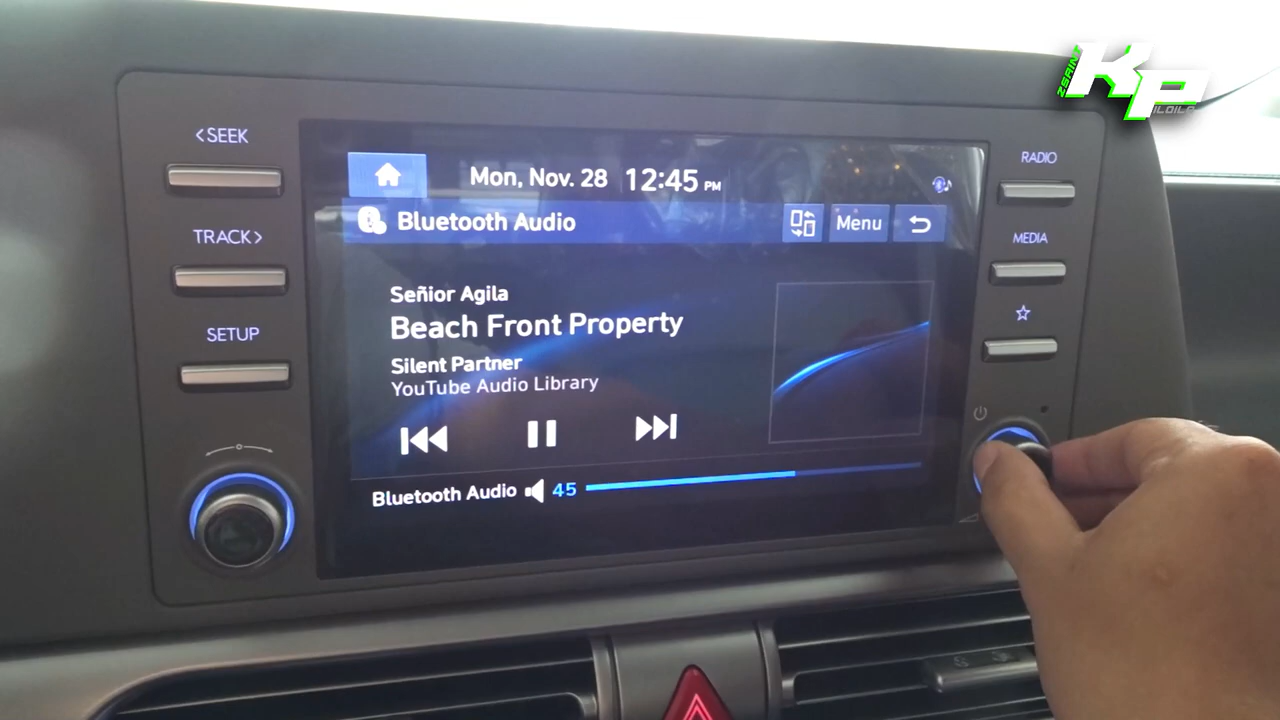 KP
ILOILO
<SEEK
TRACK>
SETUP
Mon, Nov. 28 12:45 PM
Bluetooth Audio
Menu
Señior Agila
Beach Front Property
Silent Partner
YouTube Audio Library
Bluetooth Audio 45
RADIO
MEDIA